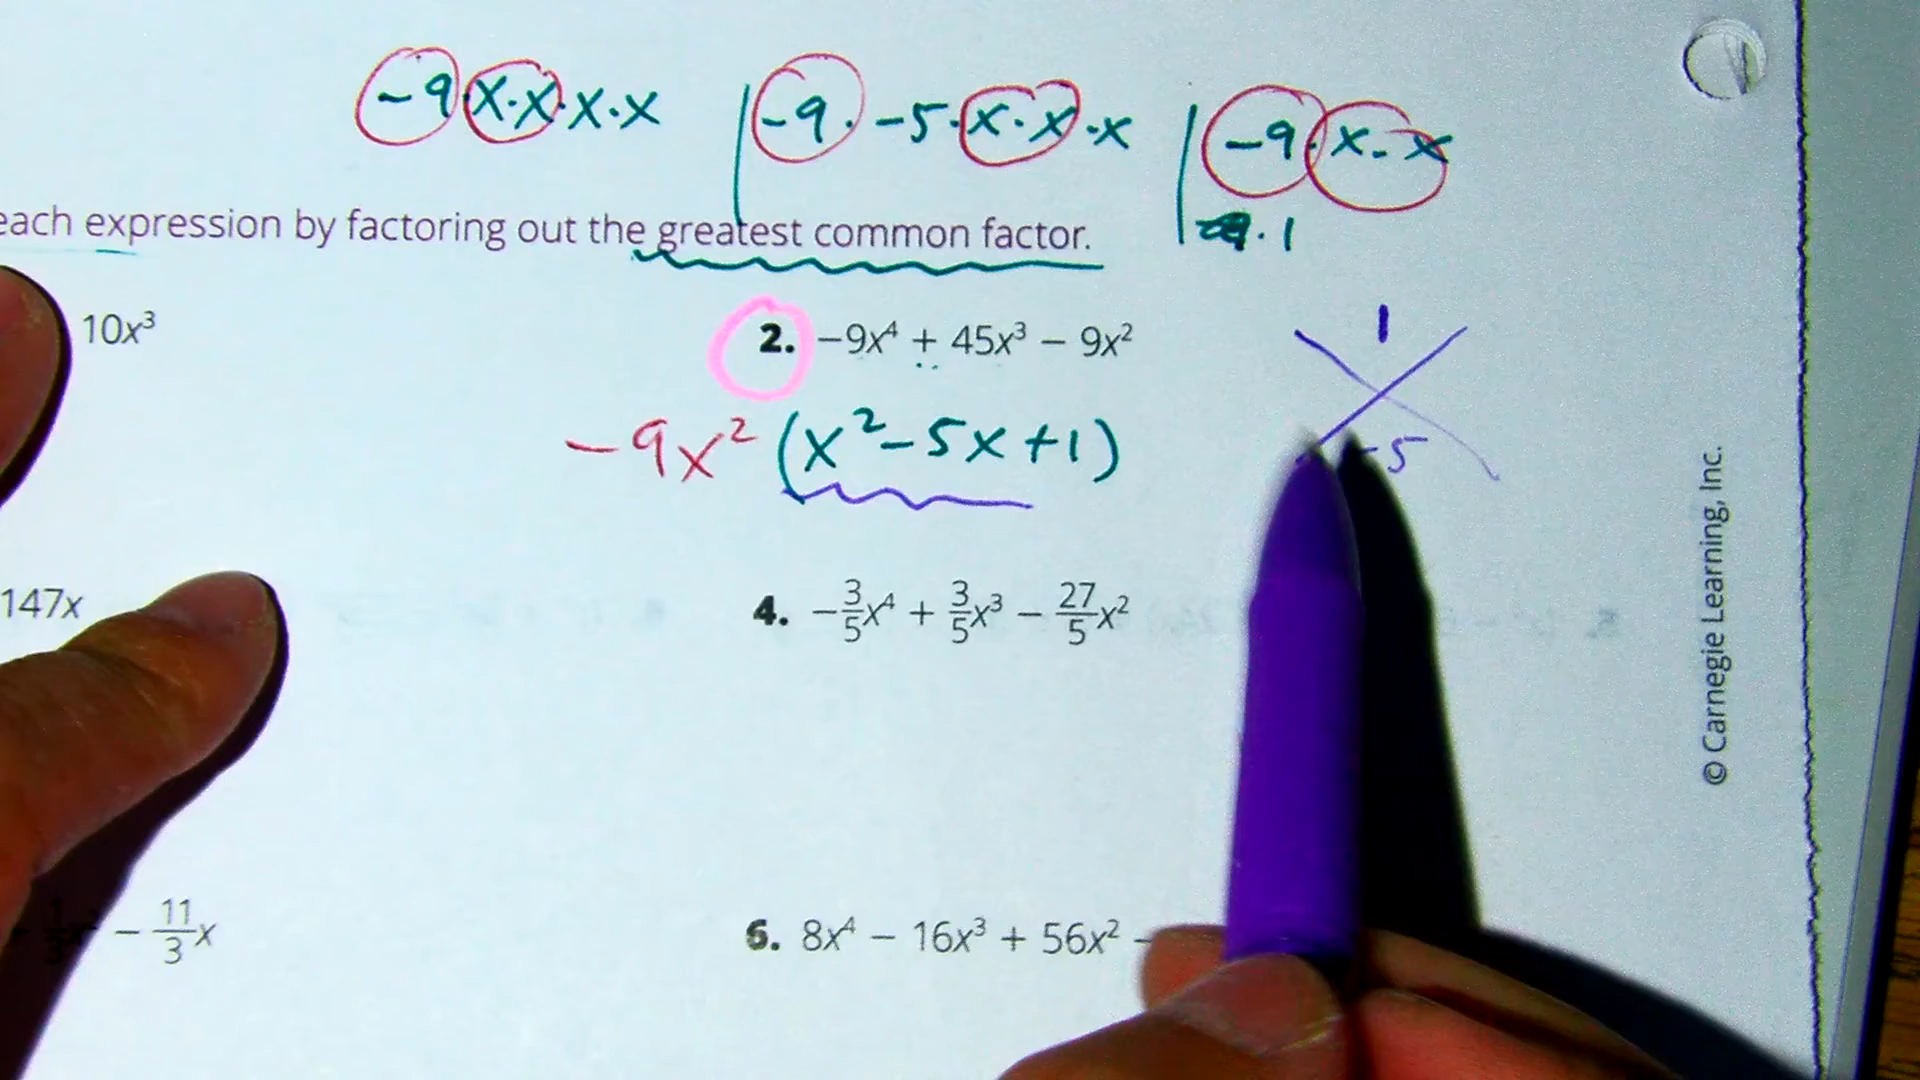 -9·x·x·x·x | -9·-5·x·x·x | -9·x·x
·1
each expression by factoring out the greatest common factor.
10x³
2. −9x⁴ + 45x³ − 9x²
1
-9x² (x²-5x+1)
-5
147x
4. −3/5x⁴ + 3/5x³ − 27/5x²
− 11/3x
6. 8x⁴ − 16x³ + 56x² −
© Carnegie Learning, Inc.